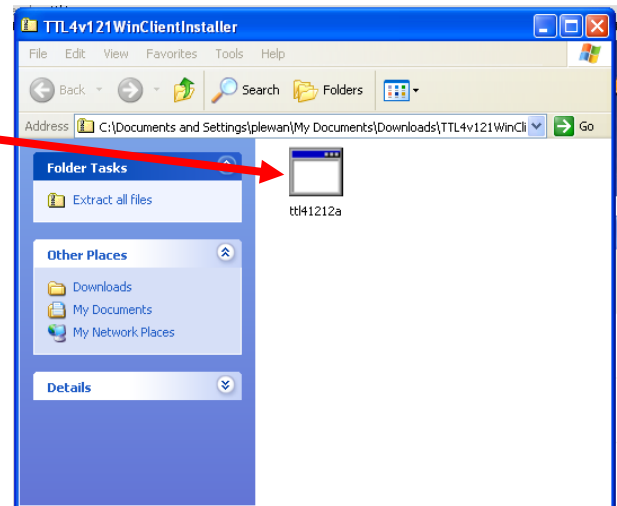 TTL4v121WinClientInstaller
File Edit View Favorites Tools Help
Back Search Folders
Address C:\Documents and Settings\plewan\My Documents\Downloads\TTL4v121WinCli Go
Folder Tasks
Extract all files
ttl41212a
Other Places
Downloads
My Documents
My Network Places
Details